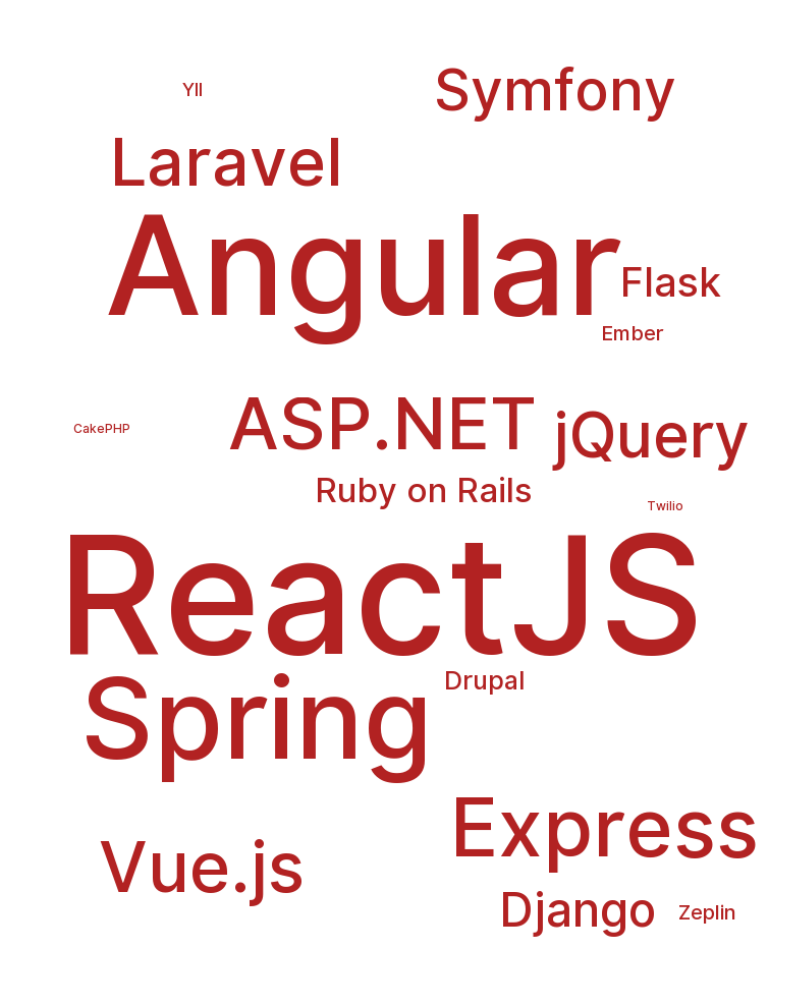 YII
Symfony
Laravel
Angular
Flask
Ember
ASP.NET
jQuery
CakePHP
Ruby on Rails
Twilio
ReactJS
Spring
Drupal
Express
Vue.js
Django
Zeplin